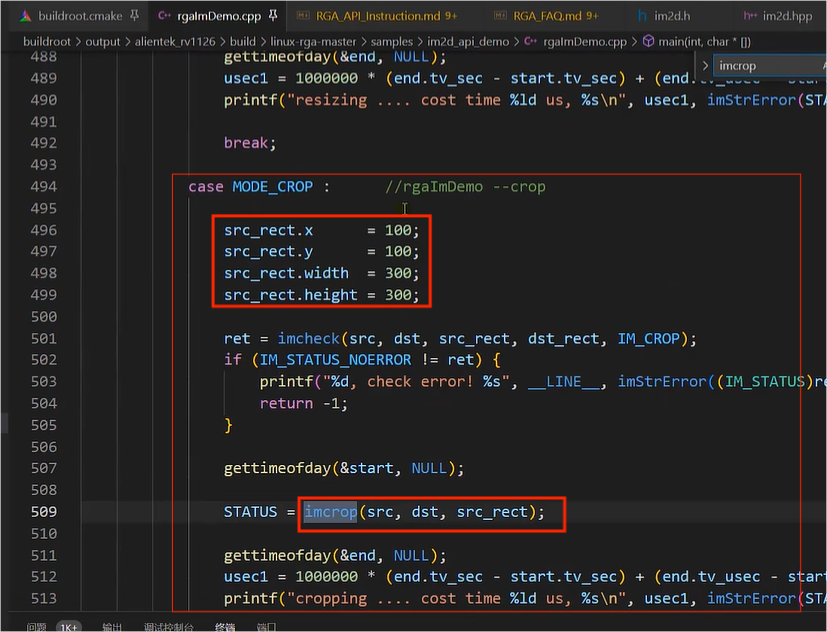 buildroot.cmake
rgaImDemo.cpp
RGA_API_Instruction.md 9+
RGA_FAQ.md 9+
im2d.h
im2d.hpp
buildroot > output > alientek_rv1126 > build > linux-rga-master > samples > im2d_api_demo > rgaImDemo.cpp > main(int, char * [])
imcrop
488 gettimeofday(&end, NULL);
489 usec1 = 1000000 * (end.tv_sec - start.tv_sec) + (end.
490 printf("resizing .... cost time %ld us, %s\n", usec1, imStrError(STA
491
492 break;
493
494 case MODE_CROP : //rgaImDemo --crop
495
496 src_rect.x = 100;
497 src_rect.y = 100;
498 src_rect.width = 300;
499 src_rect.height = 300;
500
501 ret = imcheck(src, dst, src_rect, dst_rect, IM_CROP);
502 if (IM_STATUS_NOERROR != ret) {
503 printf("%d, check error! %s", __LINE__, imStrError((IM_STATUS)re
504 return -1;
505 }
506
507 gettimeofday(&start, NULL);
508
509 STATUS = imcrop(src, dst, src_rect);
510
511 gettimeofday(&end, NULL);
512 usec1 = 1000000 * (end.tv_sec - start.tv_sec) + (end.tv_usec - start
513 printf("cropping .... cost time %ld us, %s\n", usec1, imStrError(STA
问题 1K+ 输出 调试控制台 终端 端口